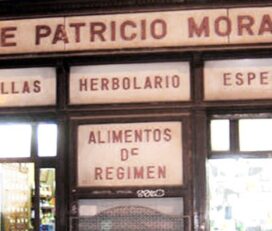 E PATRICIO MORA
LLAS HERBOLARIO ESPE
ALIMENTOS
DE
REGIMEN